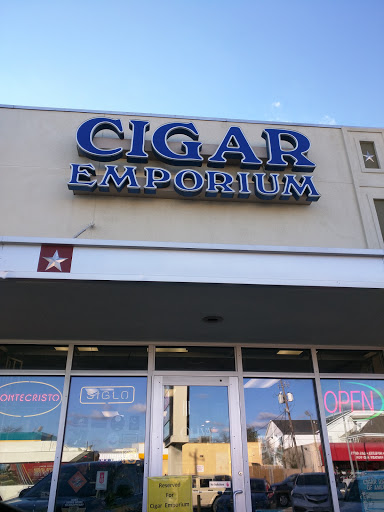 CIGAR
EMPORIUM
ONTECRISTO
SIGLO
OPEN
Reserved
For
Cigar Emporium